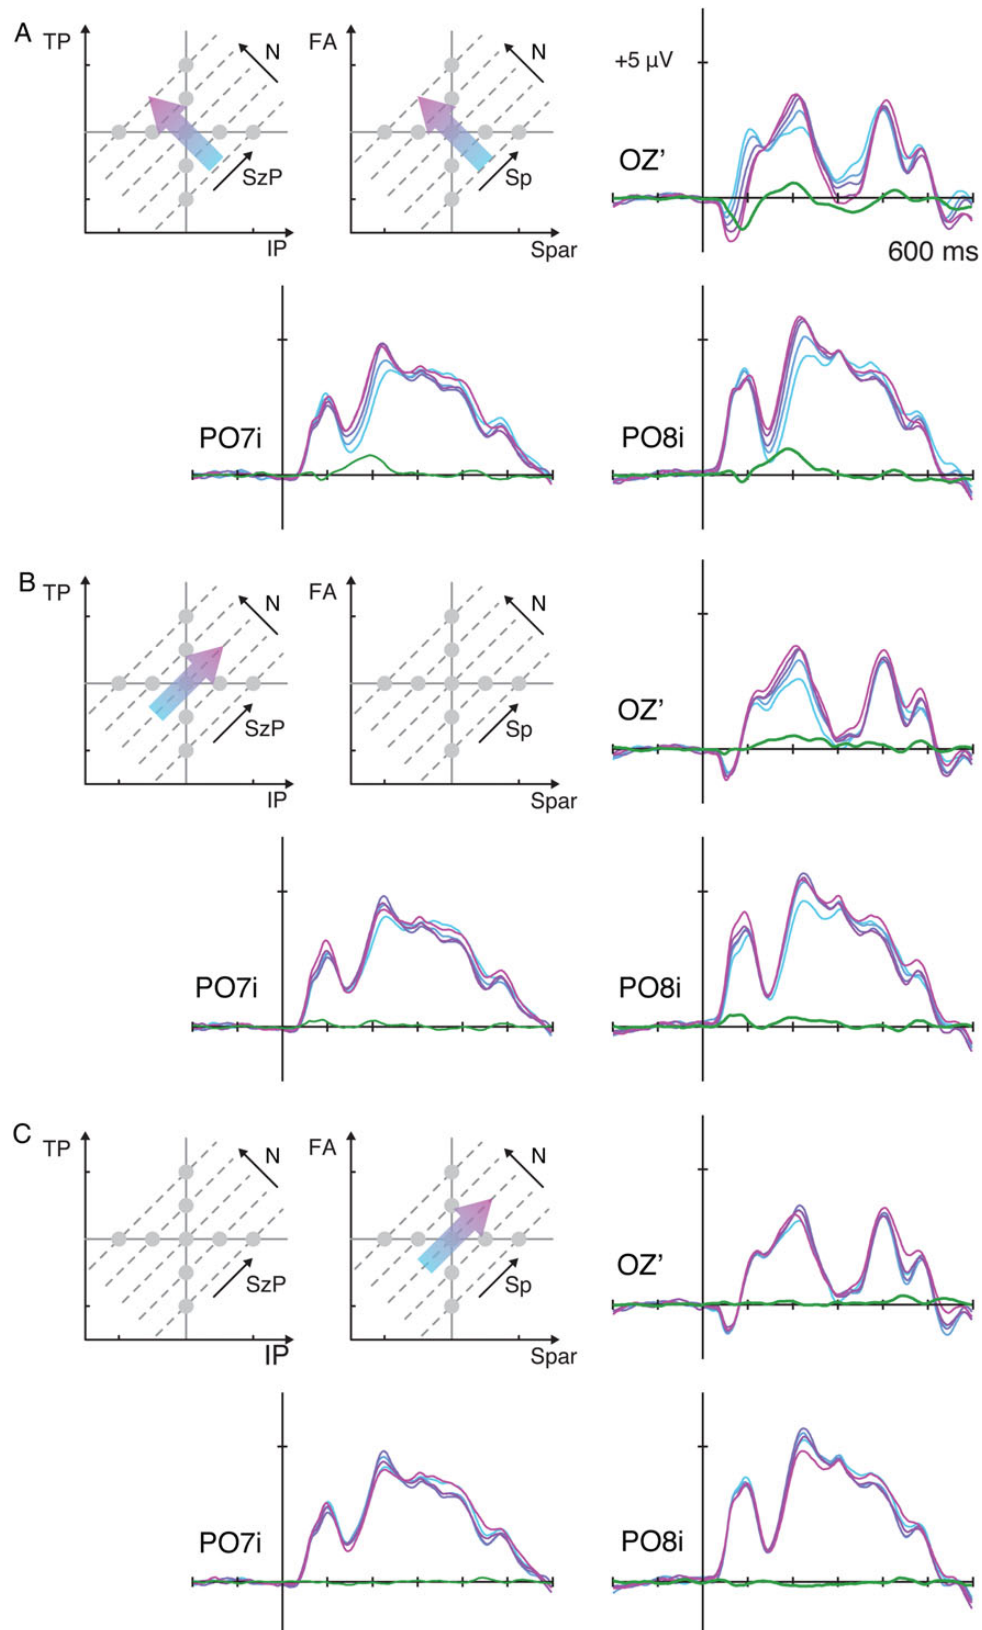 A TP N FA N +5 µV
OZ'
SzP Sp
IP Spar 600 ms
PO7i PO8i
B TP N FA N
OZ'
SzP Sp
IP Spar
PO7i PO8i
C TP N FA N
OZ'
SzP Sp
IP Spar
PO7i PO8i